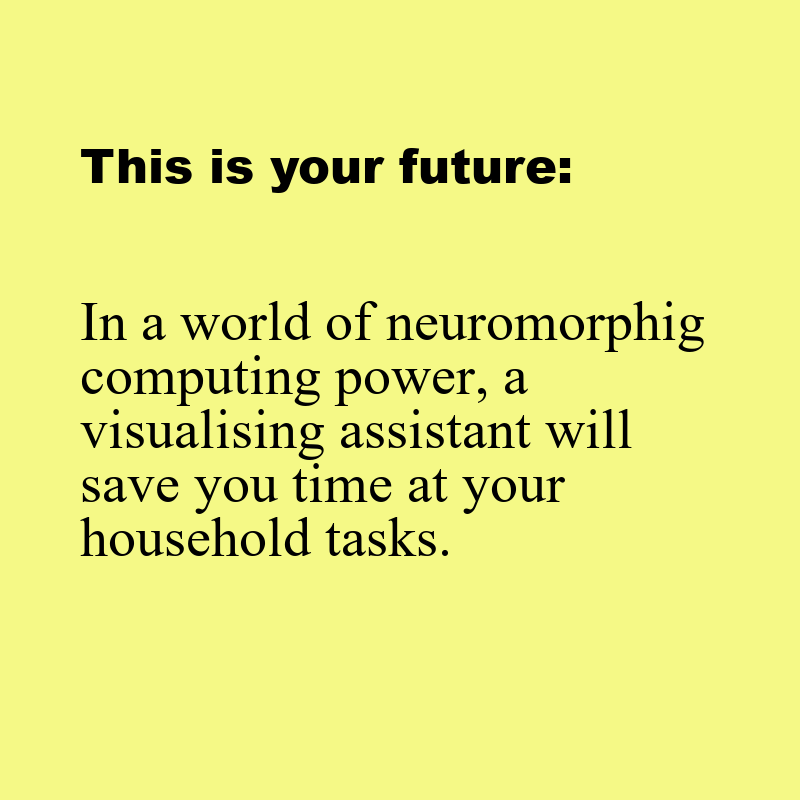 This is your future:
In a world of neuromorphig
computing power, a
visualising assistant will
save you time at your
household tasks.